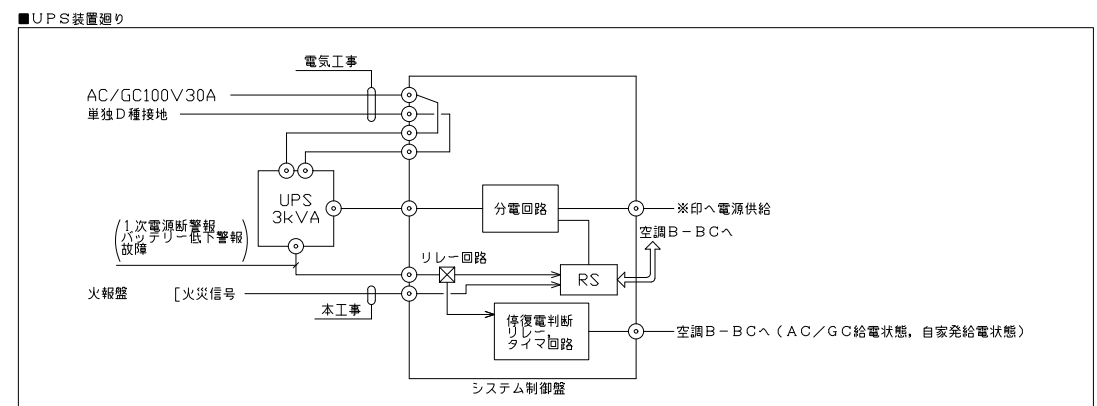 ■ＵＰＳ装置廻り
電気工事
AC/GC100V30A
単独Ｄ種接地
UPS
3kVA
分電回路
※印へ電源供給
空調Ｂ－ＢＣへ
1次電源断警報
バッテリー低下警報
故障
リレー回路
RS
火報盤 [火災信号
本工事
停復電判断
リレー，
タイマ回路
空調Ｂ－ＢＣへ（ＡＣ／ＧＣ給電状態，自家発給電状態）
システム制御盤